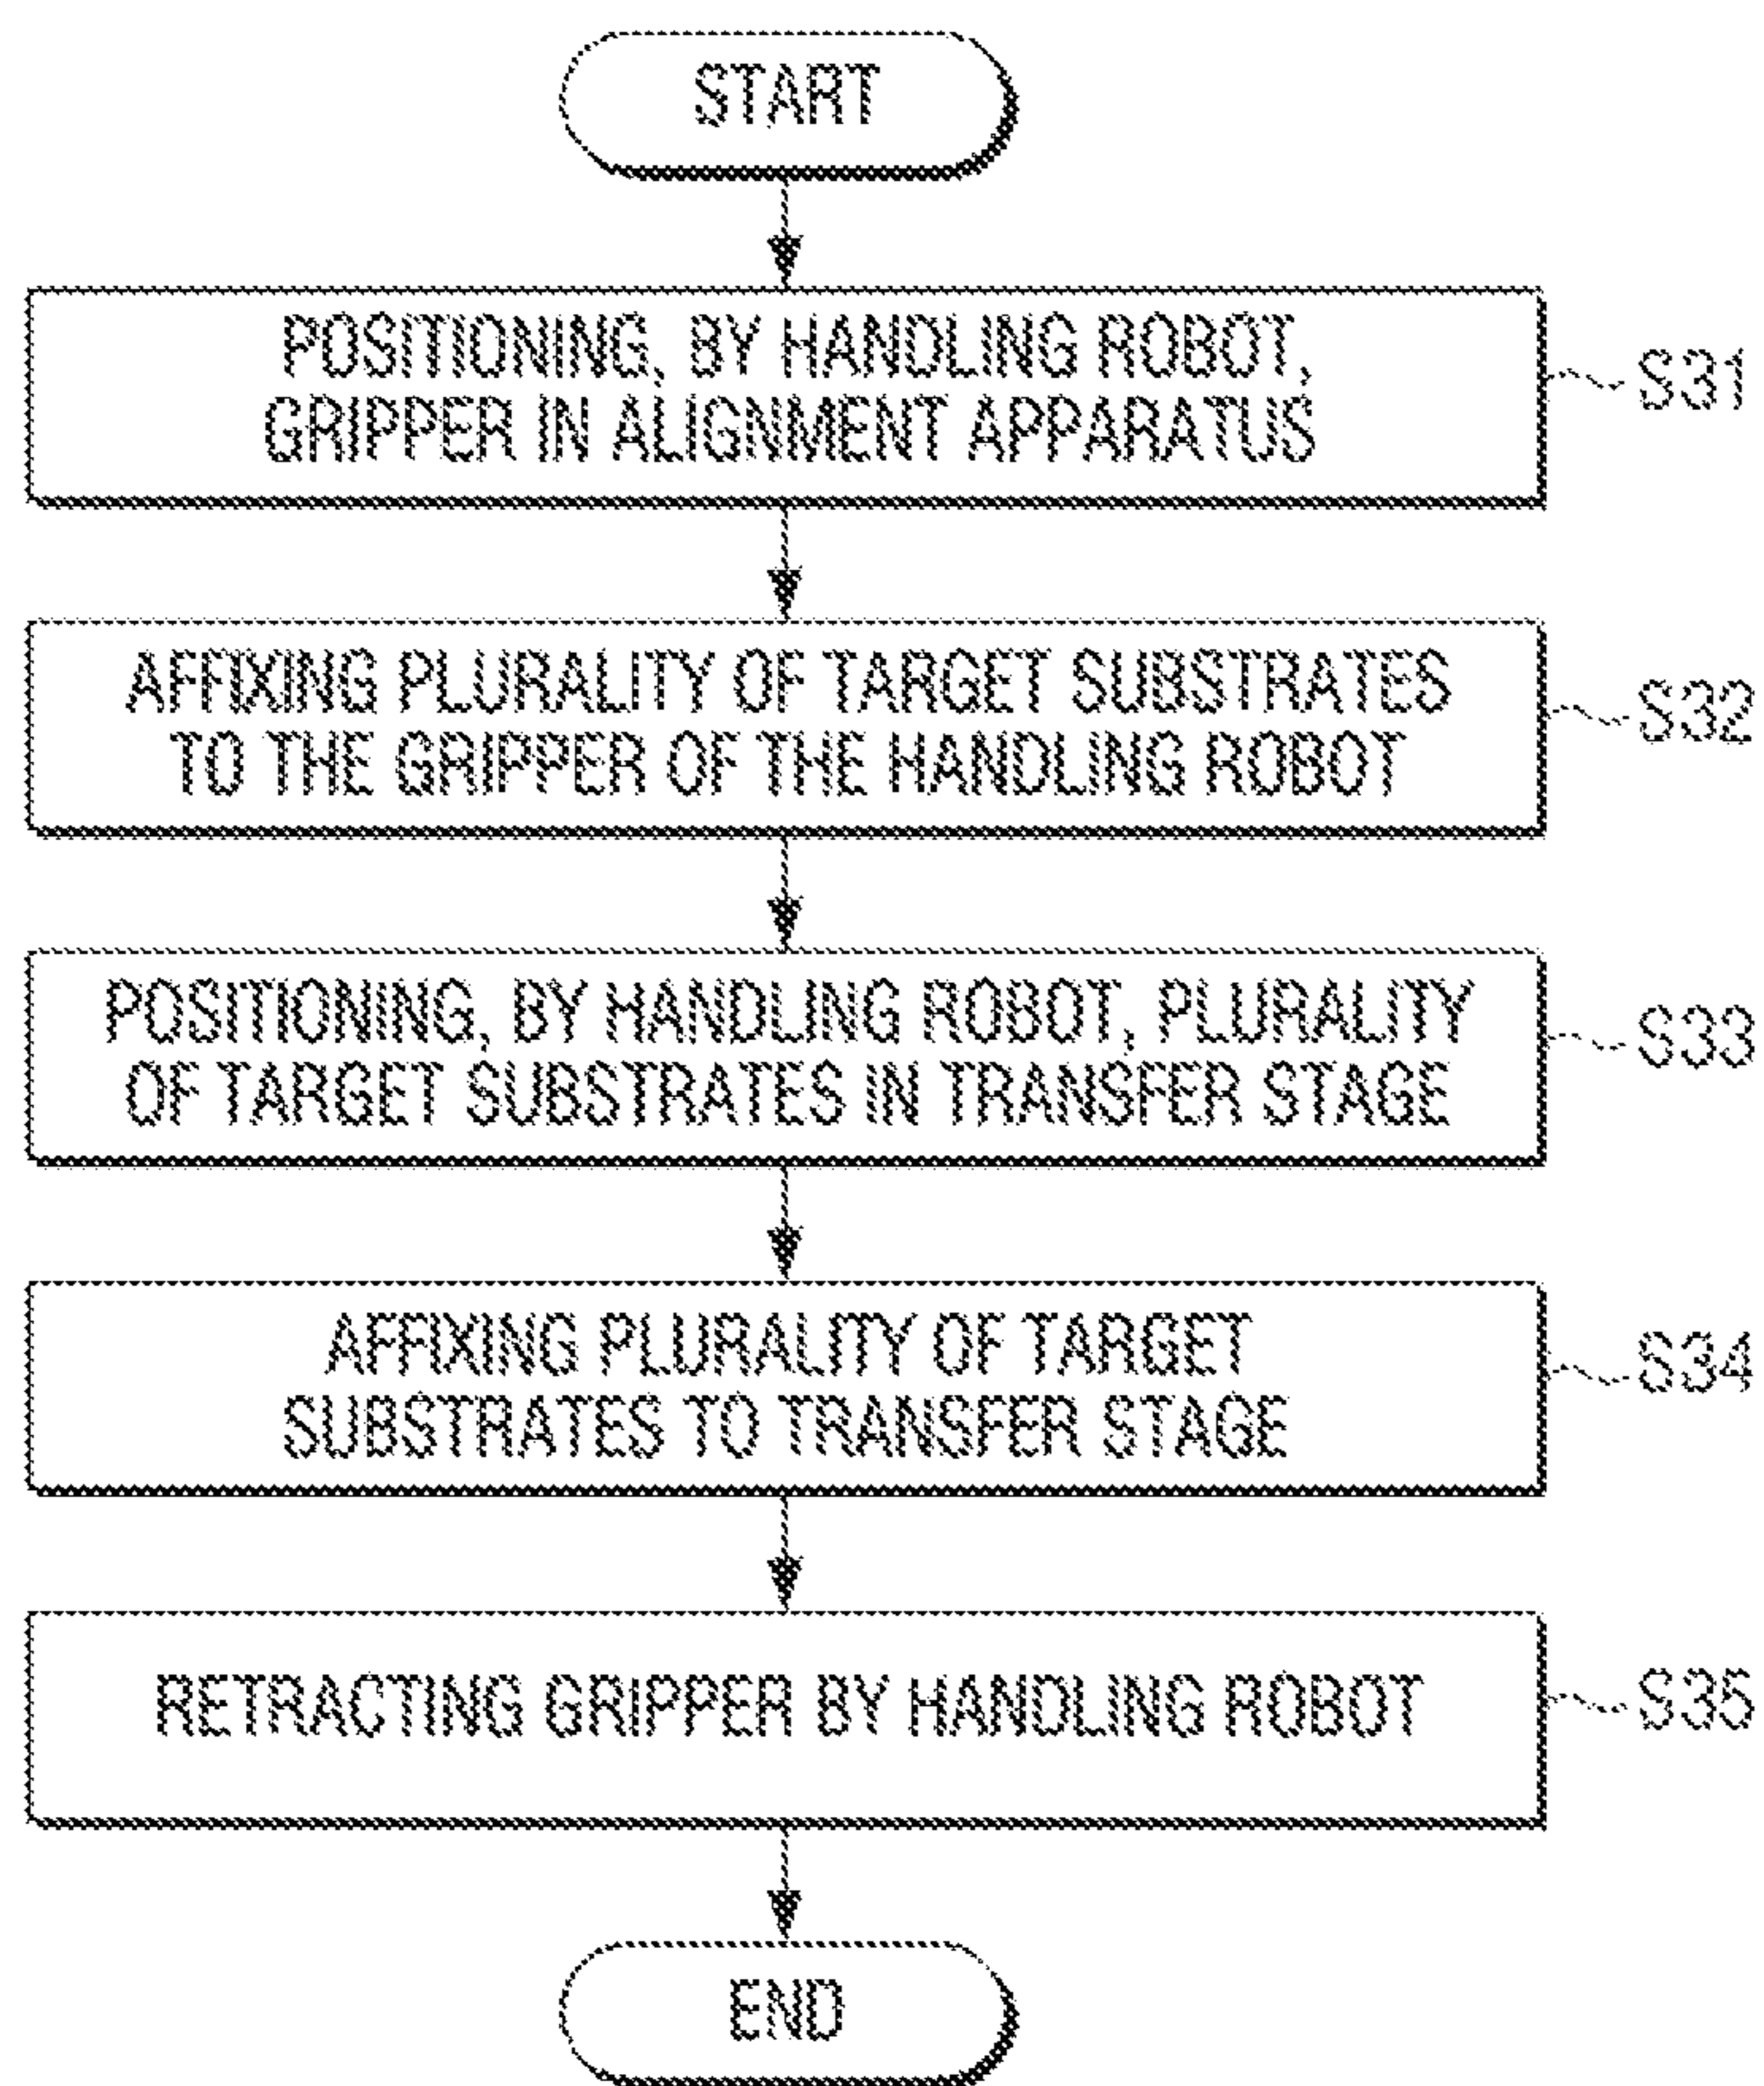 START
POSITIONING, BY HANDLING ROBOT,
GRIPPER IN ALIGNMENT APPARATUS
S31
AFFIXING PLURALITY OF TARGET SUBSTRATES
TO THE GRIPPER OF THE HANDLING ROBOT
S32
POSITIONING, BY HANDLING ROBOT, PLURALITY
OF TARGET SUBSTRATES IN TRANSFER STAGE
S33
AFFIXING PLURALITY OF TARGET
SUBSTRATES TO TRANSFER STAGE
S34
RETRACTING GRIPPER BY HANDLING ROBOT
S35
END